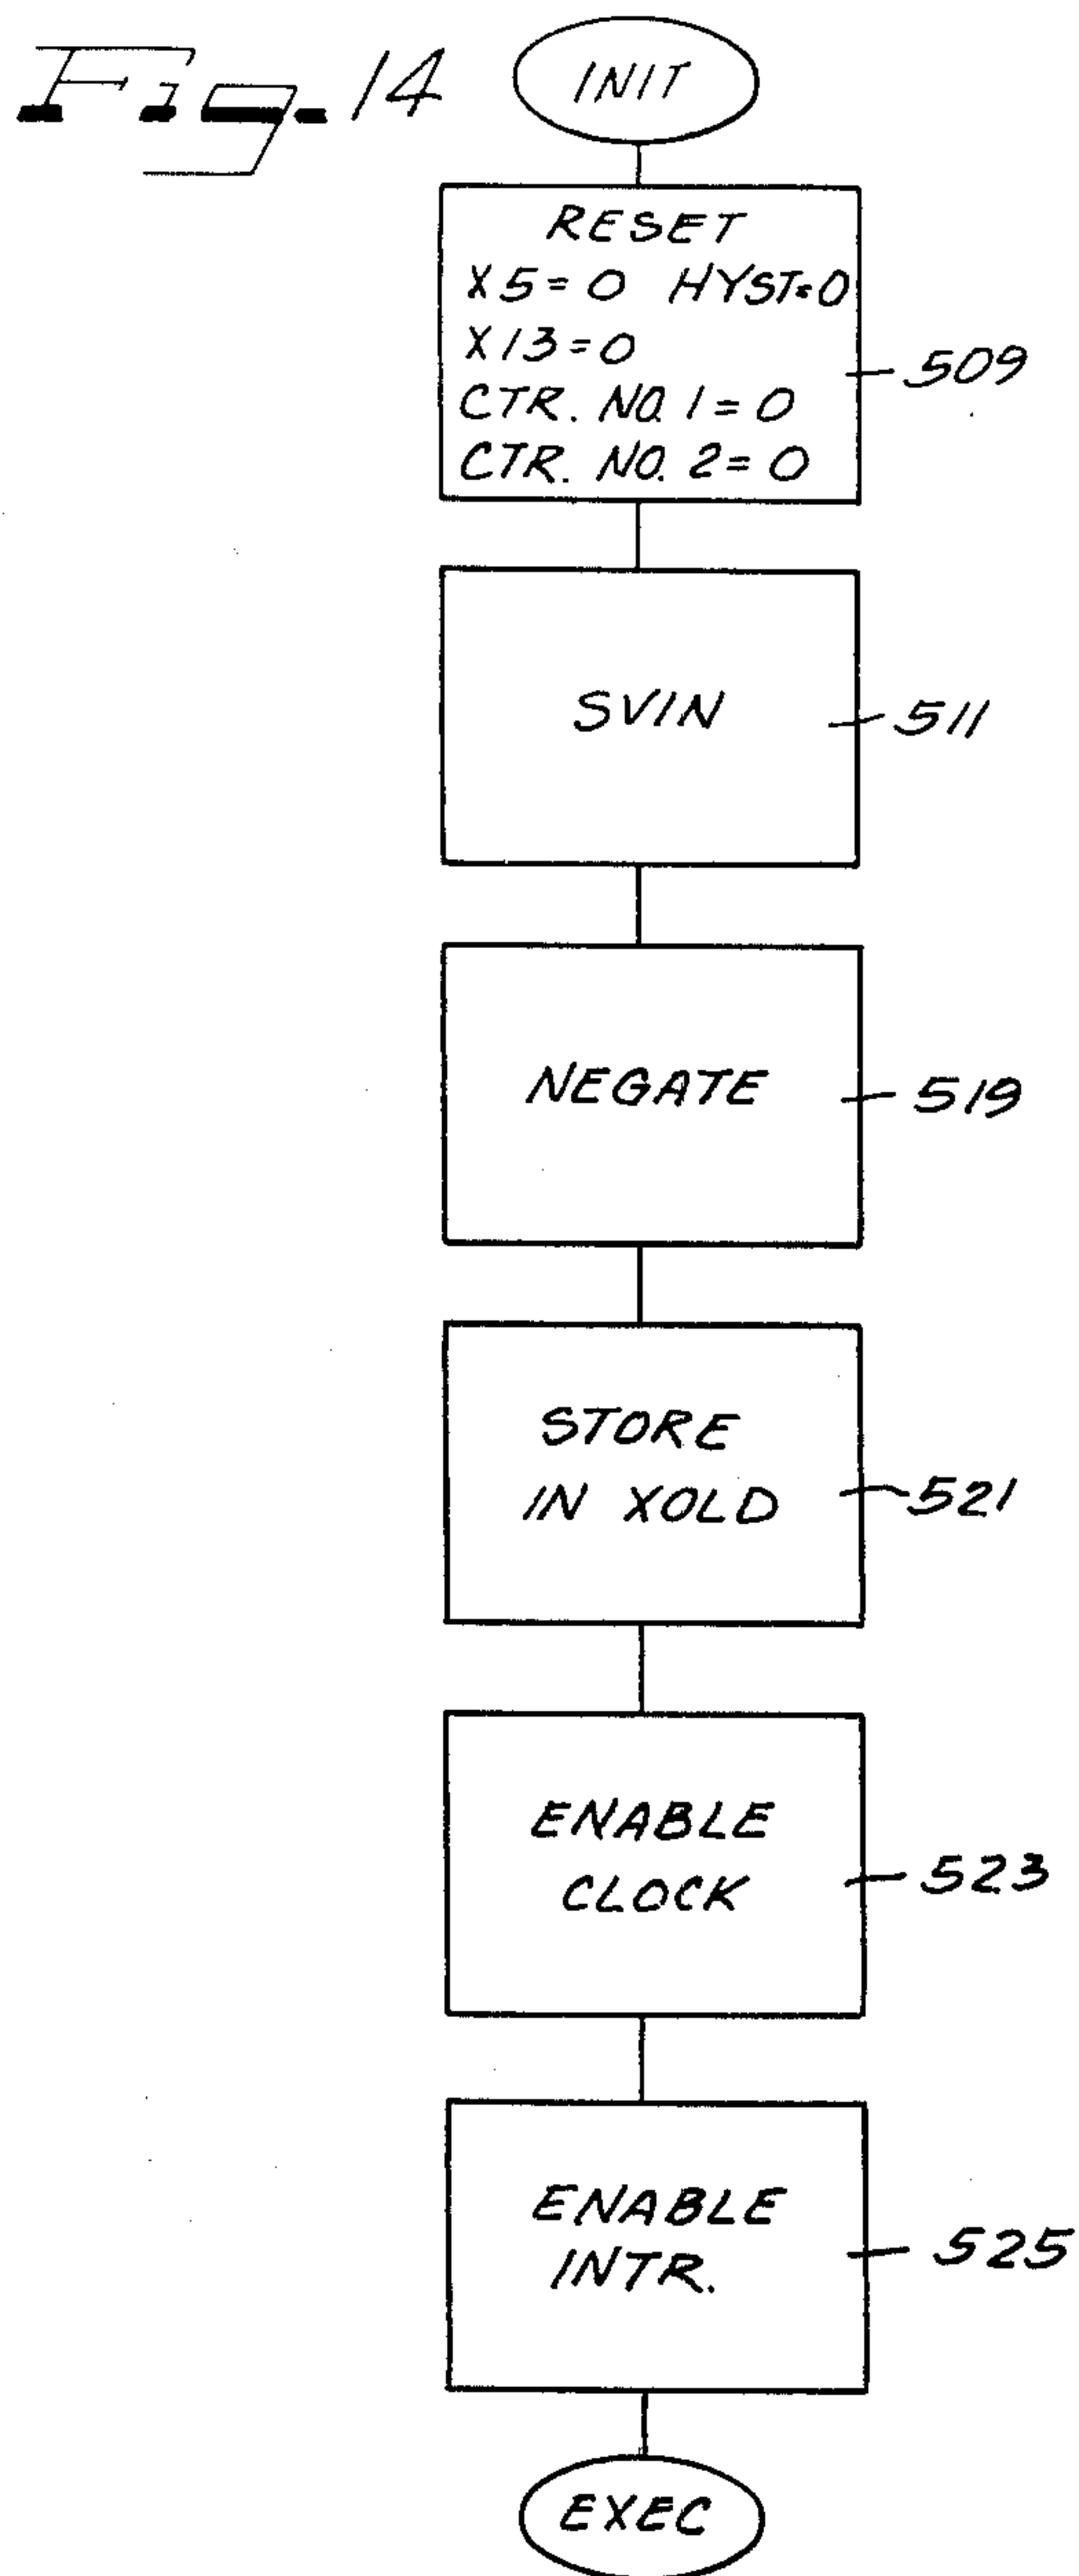 Fig. 14
INIT
RESET
X5=0 HYST=0
X13=0
CTR. NO. 1=0
CTR. NO. 2=0
509
SVIN
511
NEGATE
519
STORE
IN XOLD
521
ENABLE
CLOCK
523
ENABLE
INTR.
525
EXEC